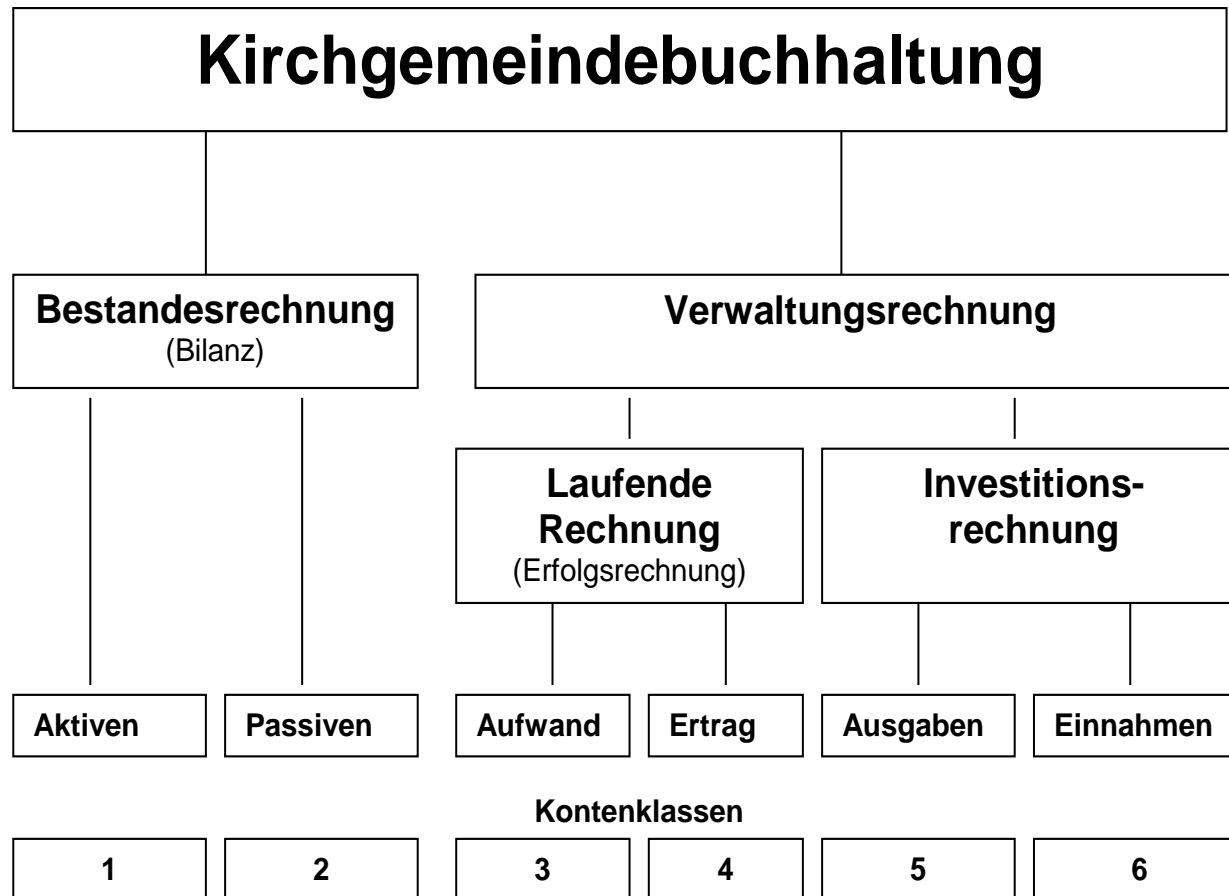 Kirchgemeindebuchhaltung
Bestandesrechnung
(Bilanz)
Verwaltungsrechnung
Laufende
Rechnung
(Erfolgsrechnung)
Investitions-
rechnung
Aktiven
Passiven
Aufwand
Ertrag
Ausgaben
Einnahmen
Kontenklassen
1
2
3
4
5
6